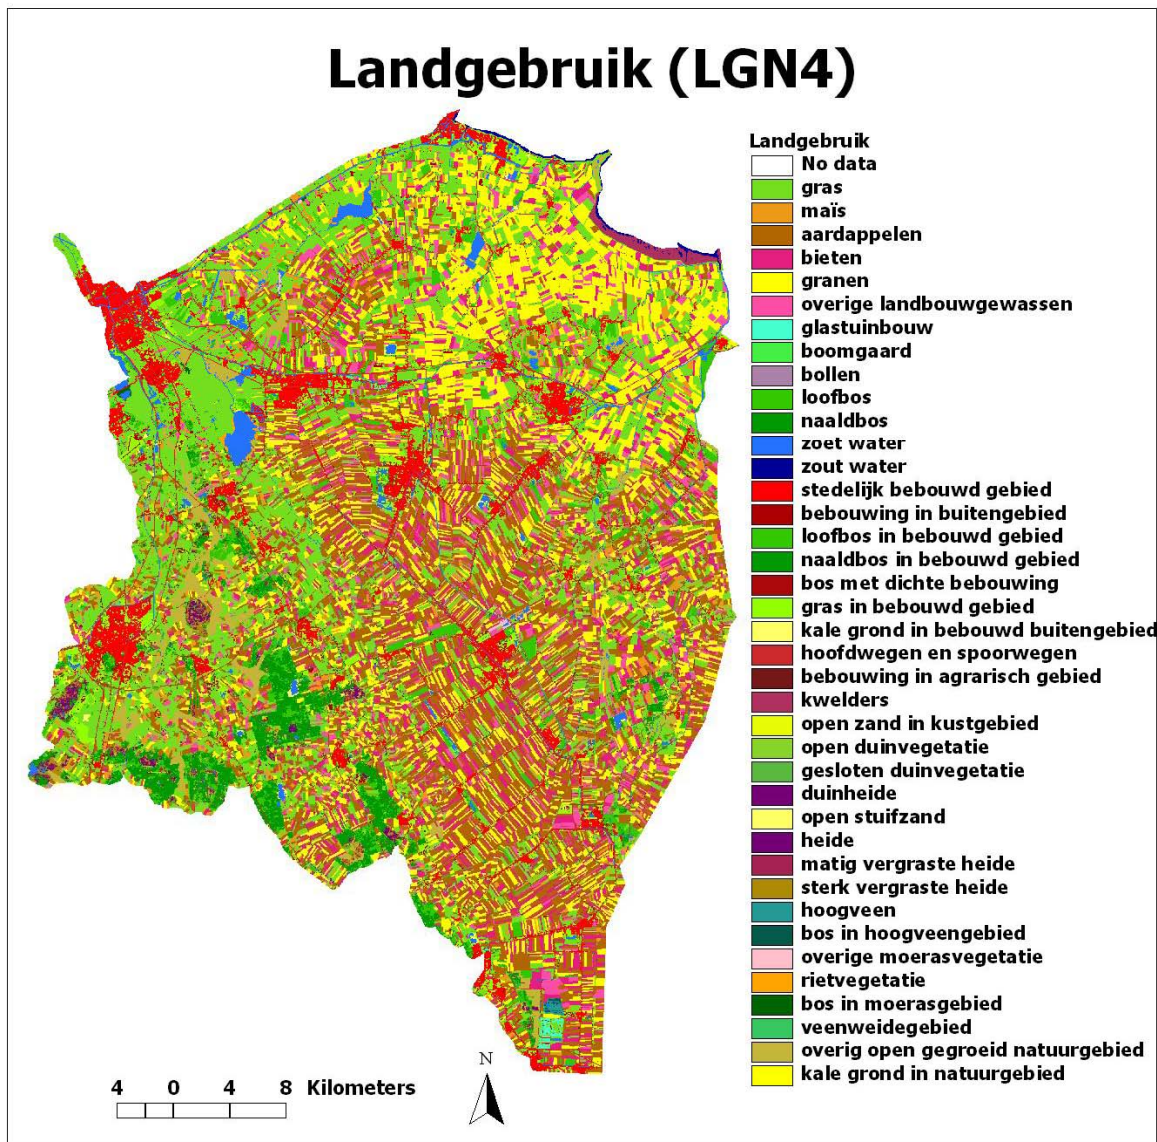 Landgebruik (LGN4)
Landgebruik
No data
gras
maïs
aardappelen
bieten
granen
overige landbouwgewassen
glastuinbouw
boomgaard
bollen
loofbos
naaldbos
zoet water
zout water
stedelijk bebouwd gebied
bebouwing in buitengebied
loofbos in bebouwd gebied
naaldbos in bebouwd gebied
bos met dichte bebouwing
gras in bebouwd gebied
kale grond in bebouwd buitengebied
hoofdwegen en spoorwegen
bebouwing in agrarisch gebied
kwelders
open zand in kustgebied
open duinvegetatie
gesloten duinvegetatie
duinheide
open stuifzand
heide
matig vergraste heide
sterk vergraste heide
hoogveen
bos in hoogveengebied
overige moerasvegetatie
rietvegetatie
bos in moerasgebied
veenweidegebied
overig open gegroeid natuurgebied
kale grond in natuurgebied
4 0 4 8 Kilometers
N